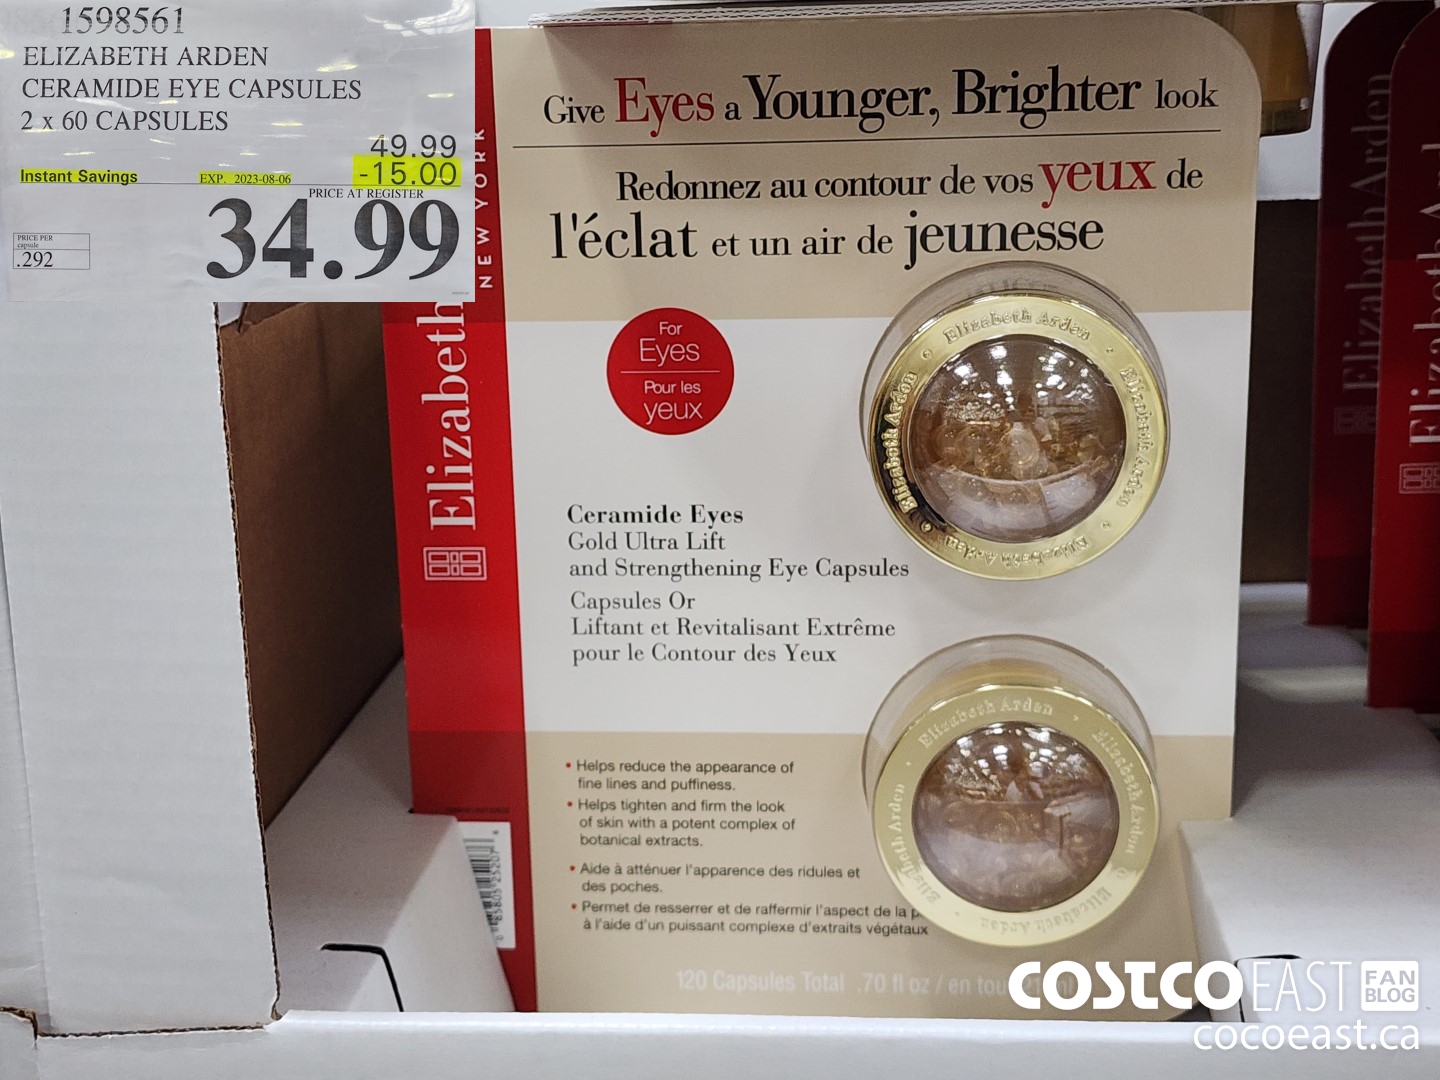 1598561
ELIZABETH ARDEN
CERAMIDE EYE CAPSULES
2 x 60 CAPSULES
49.99
Instant Savings EXP. 2023-08-06 -15.00
PRICE AT REGISTER
34.99
PRICE PER
capsule
.292
NEW YORK
Elizabeth
Give Eyes a Younger, Brighter look
Redonnez au contour de vos yeux de
l'éclat et un air de jeunesse
For
Eyes
Pour les
yeux
Elizabeth Arden • Elizabeth Arden • Elizabeth Arden • Elizabeth Arden •
Ceramide Eyes
Gold Ultra Lift
and Strengthening Eye Capsules
Capsules Or
Liftant et Revitalisant Extrême
pour le Contour des Yeux
Elizabeth Arden • Elizabeth Arden • Elizabeth Arden • Elizabeth Arden •
• Helps reduce the appearance of
fine lines and puffiness.
• Helps tighten and firm the look
of skin with a potent complex of
botanical extracts.
• Aide à atténuer l'apparence des ridules et
des poches.
• Permet de resserrer et de raffermir l'aspect de la p
à l'aide d'un puissant complexe d'extraits végétaux
120 Capsules Total .70 fl oz / en tou
Elizabeth Arden
Elizabeth A
COSTCO EAST FAN
BLOG
cocoeast.ca